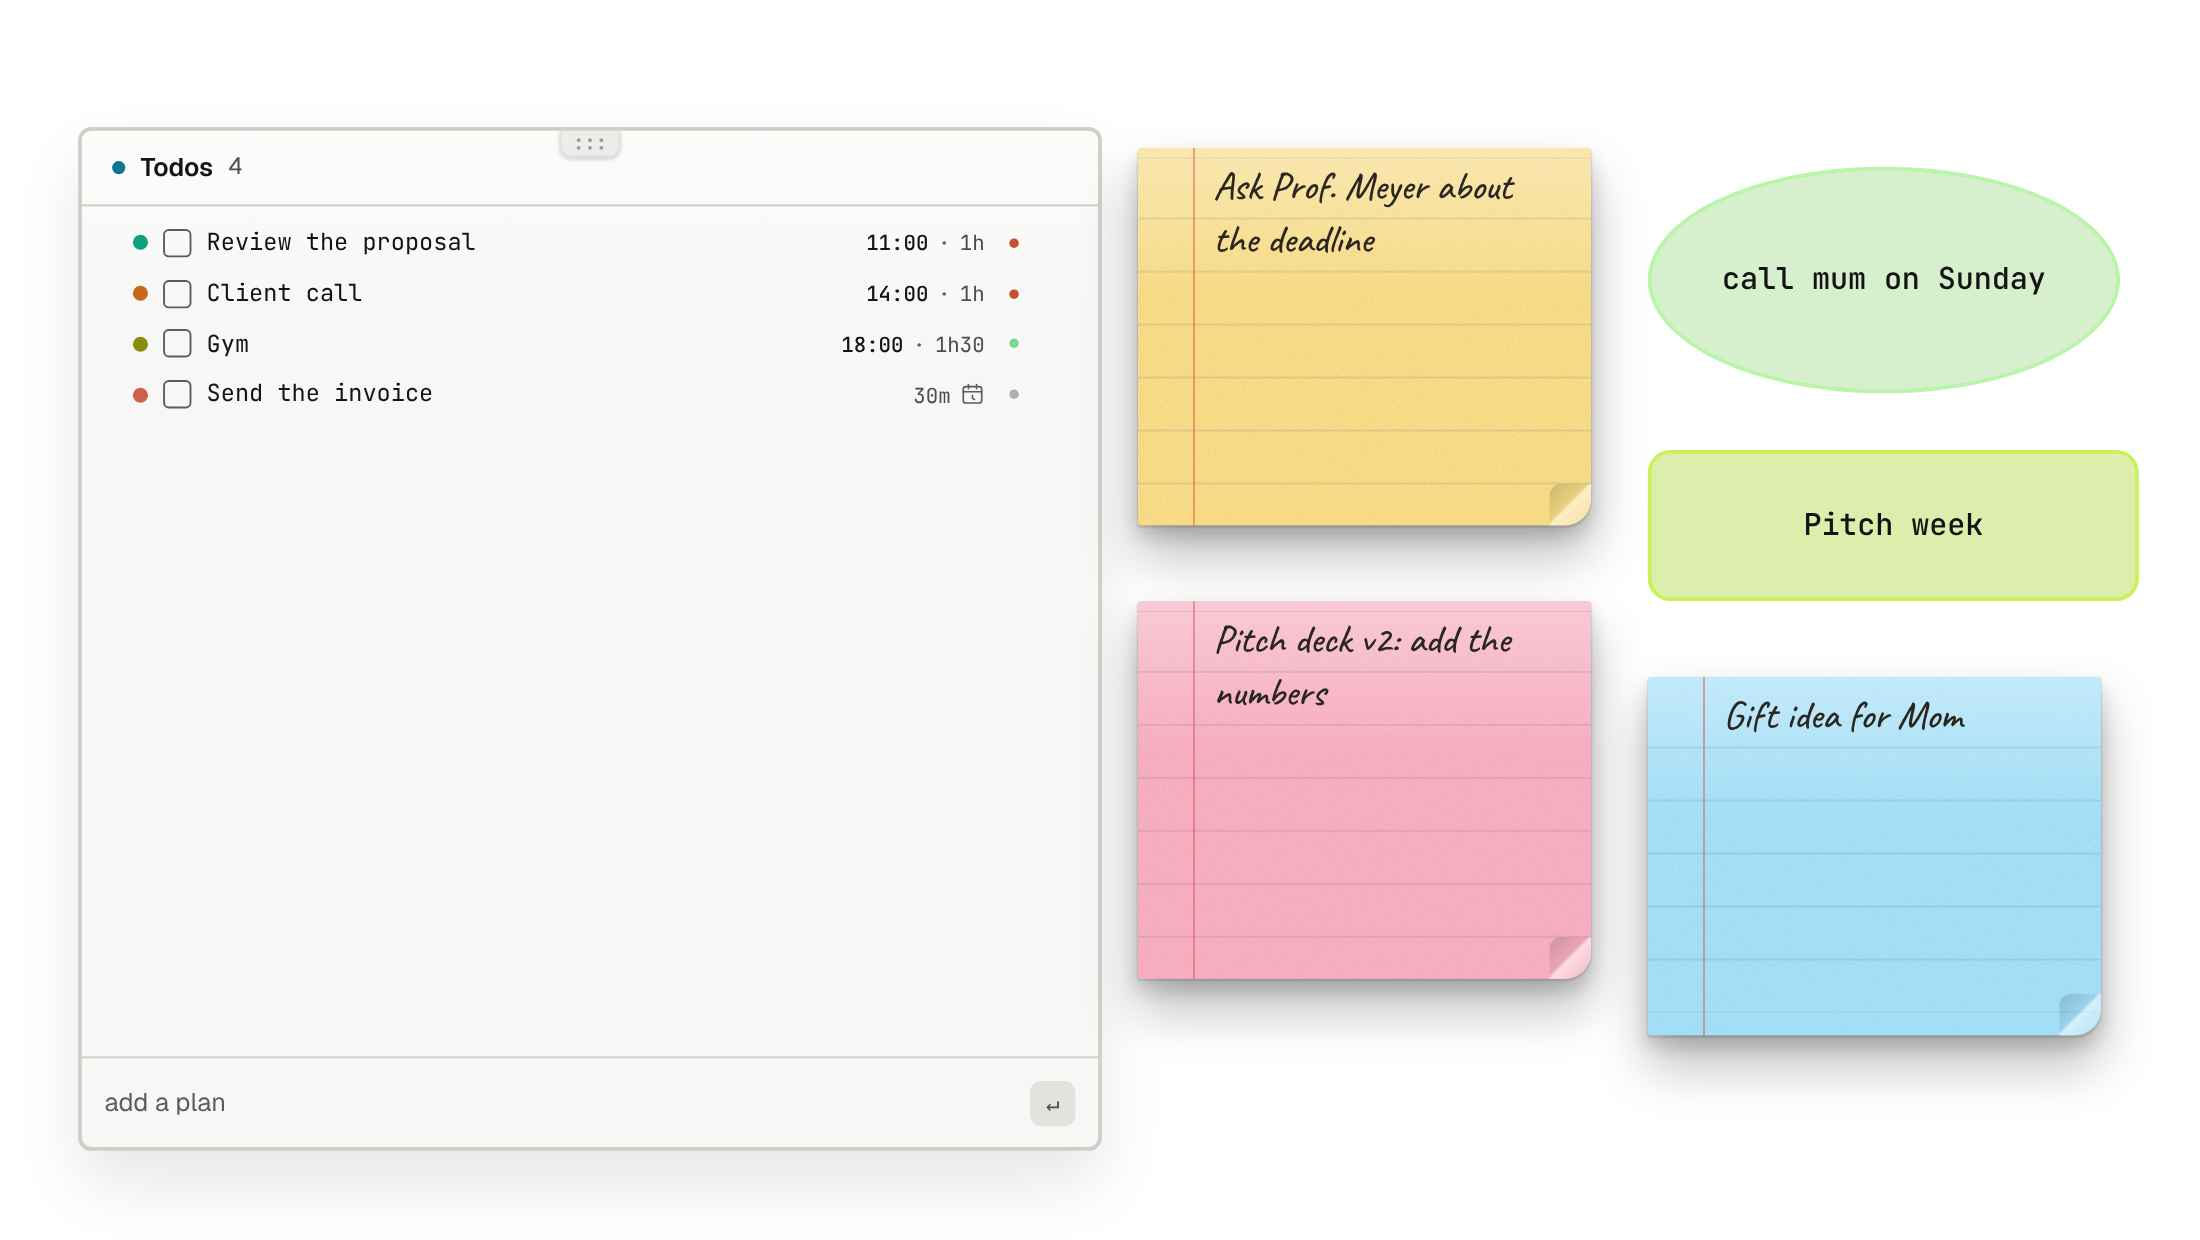 Todos 4
Review the proposal 11:00 · 1h
Client call 14:00 · 1h
Gym 18:00 · 1h30
Send the invoice 30m
add a plan ↵
Ask Prof. Meyer about
the deadline
Pitch deck v2: add the
numbers
call mum on Sunday
Pitch week
Gift idea for Mom